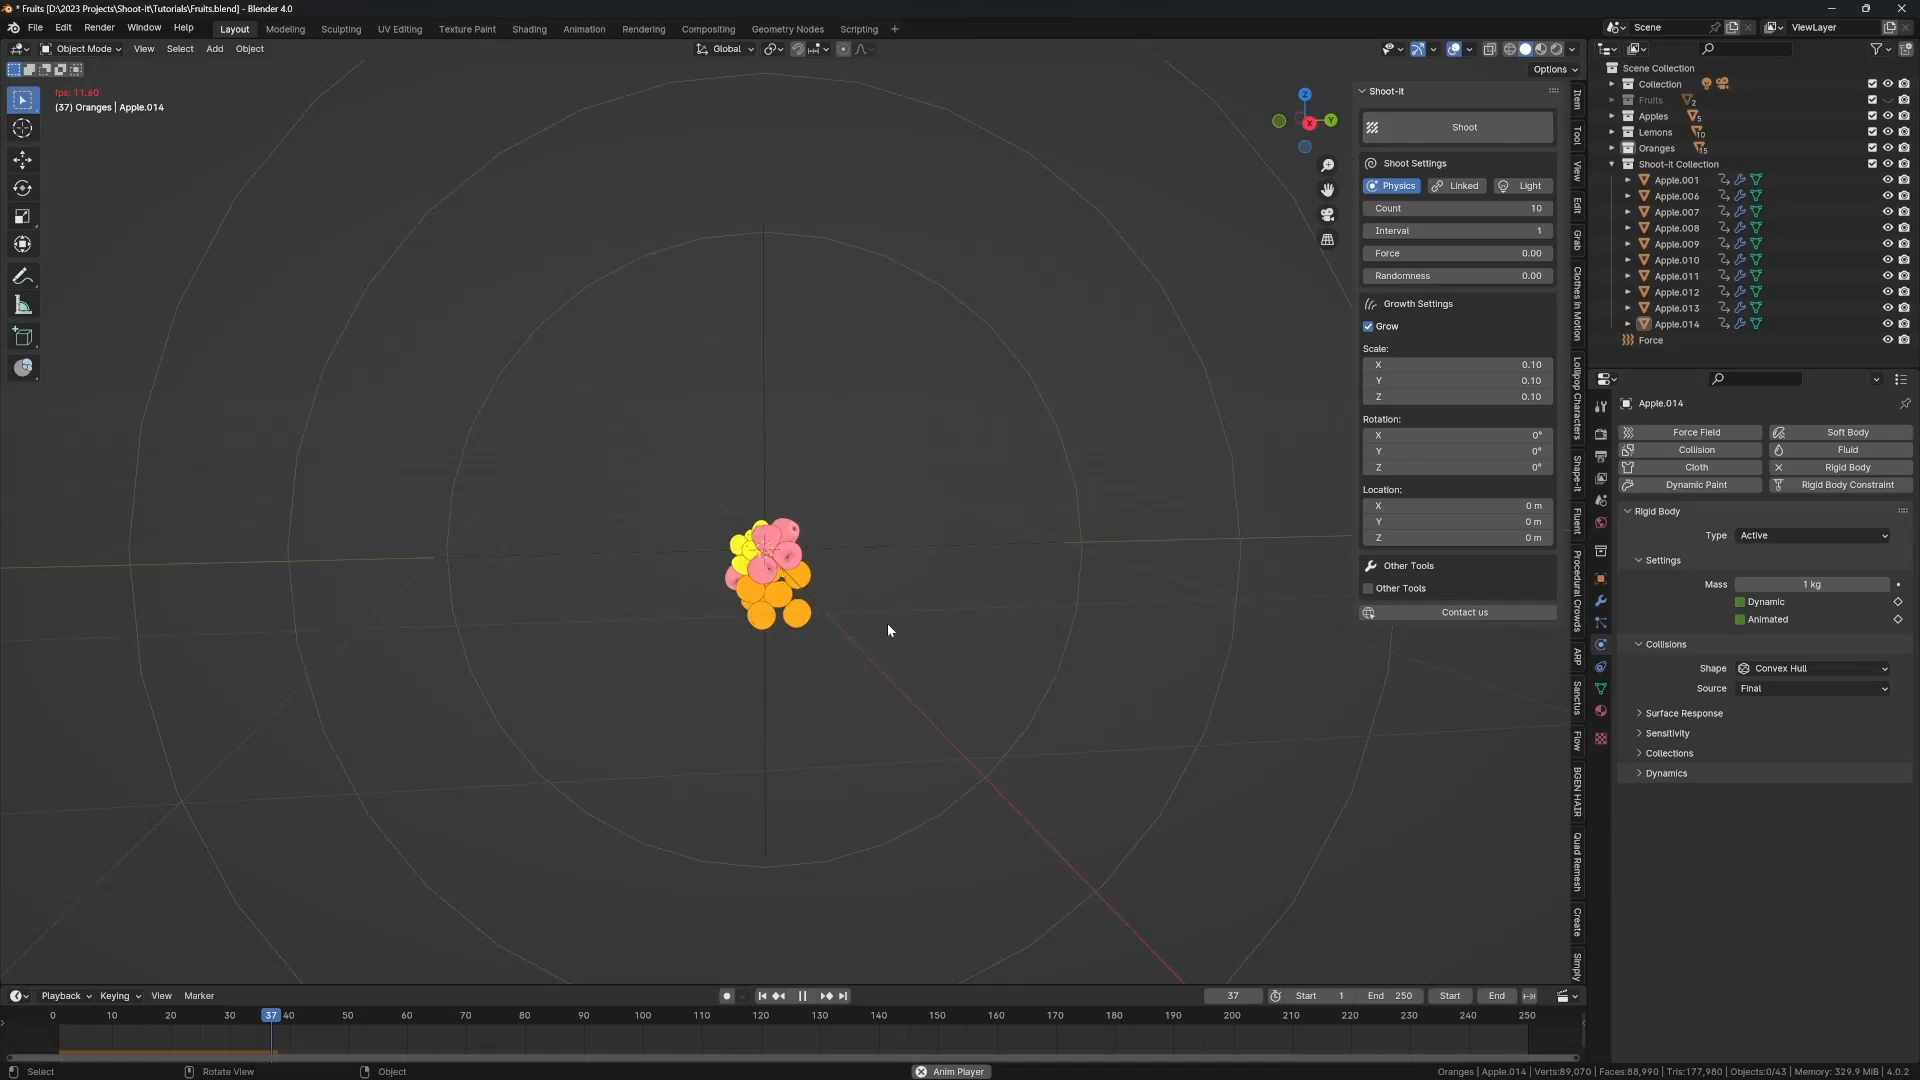 * Fruits [D:\2023 Projects\Shoot-It\Tutorials\Fruits.blend] - Blender 4.0
File Edit Render Window Help
Layout Modeling Sculpting UV Editing Texture Paint Shading Animation Rendering Compositing Geometry Nodes Scripting +
Scene
ViewLayer
Object Mode View Select Add Object
Global
Options
fps: 11.60
(37) Oranges | Apple.014
Z
Y
X
Shoot-It
Shoot
Shoot Settings
Physics Linked Light
Count 10
Interval 1
Force 0.00
Randomness 0.00
Growth Settings
Grow
Scale:
X 0.10
Y 0.10
Z 0.10
Rotation:
X 0°
Y 0°
Z 0°
Location:
X 0 m
Y 0 m
Z 0 m
Other Tools
Other Tools
Contact us
Item
Tool
View
Edit
Grab
Clothes in Motion
Lollipop Characters
Shape-It
Fluent
Procedural Crowds
ARP
Sanctus
Flow
BGEN HAIR
Quad Remesh
Create
Simply
Scene Collection
Collection
Fruits 2
Apples 5
Lemons 10
Oranges 15
Shoot-It Collection
Apple.001
Apple.006
Apple.007
Apple.008
Apple.009
Apple.010
Apple.011
Apple.012
Apple.013
Apple.014
Force
Apple.014
Force Field Soft Body
Collision Fluid
Cloth Rigid Body
Dynamic Paint Rigid Body Constraint
Rigid Body
Type Active
Settings
Mass 1 kg
Dynamic
Animated
Collisions
Shape Convex Hull
Source Final
Surface Response
Sensitivity
Collections
Dynamics
Playback Keying View Marker
37 Start 1 End 250 Start End
0 10 20 30 37 40 50 60 70 80 90 100 110 120 130 140 150 160 170 180 190 200 210 220 230 240 250
Select Rotate View Object
Anim Player
Oranges | Apple.014 | Verts:89,070 | Faces:88,990 | Tris:177,980 | Objects:0/43 | Memory: 329.9 MiB | 4.0.2